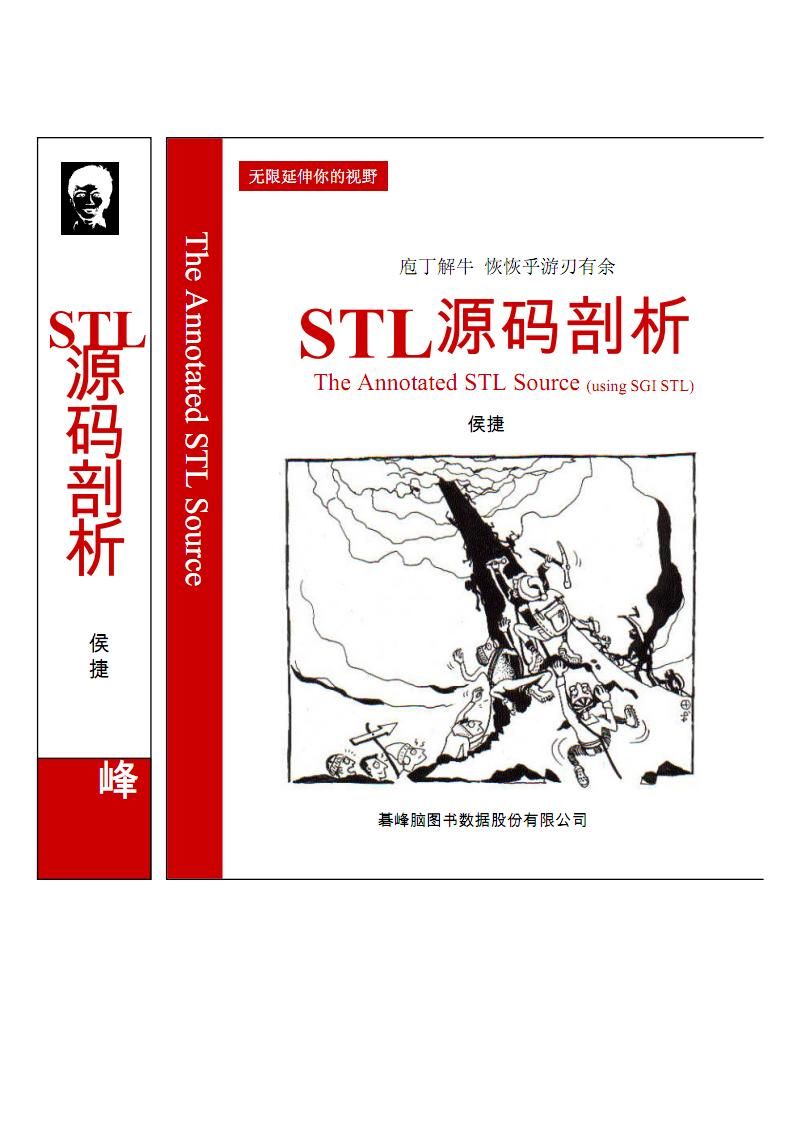 STL
源
码
剖
析
侯
捷
峰
The Annotated STL Source
无限延伸你的视野
庖丁解牛 恢恢乎游刃有余
STL源码剖析
The Annotated STL Source (using SGI STL)
侯捷
碁峰脑图书数据股份有限公司